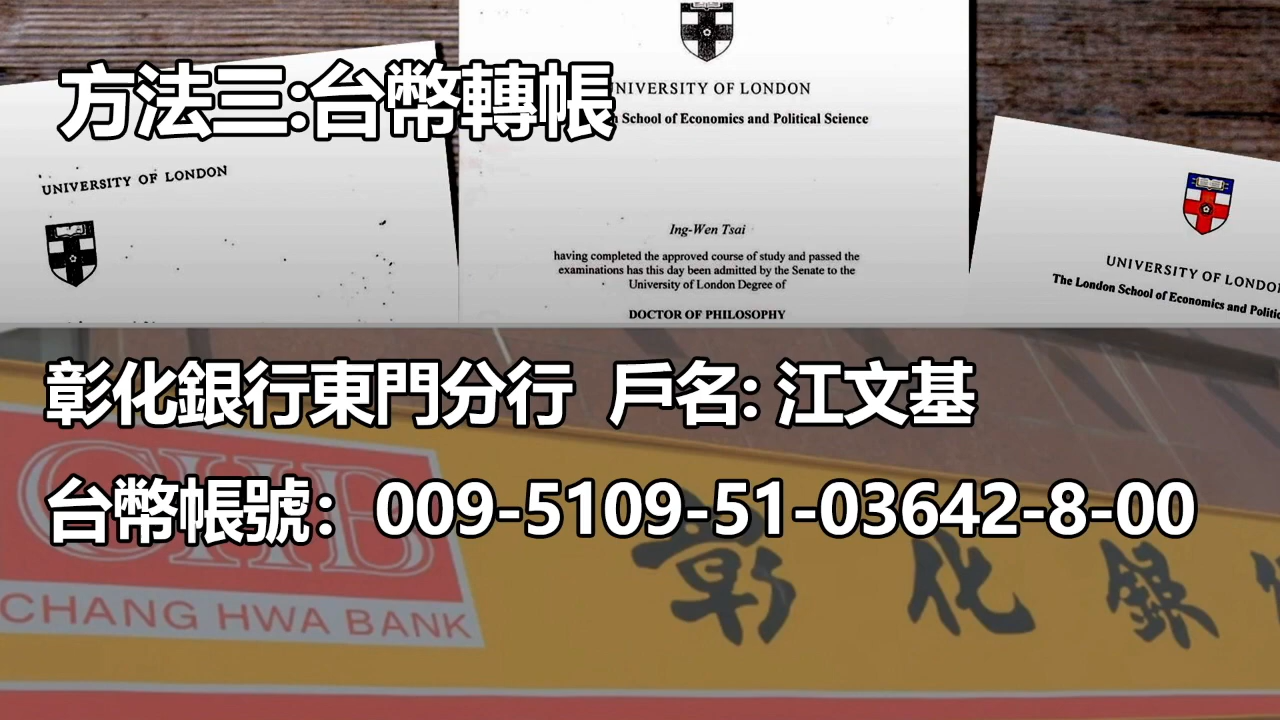 方法三:台幣轉帳
UNIVERSITY OF LONDON
School of Economics and Political Science
Ing-Wen Tsai
having completed the approved course of study and passed the
examinations has this day been admitted by the Senate to the
University of London Degree of
DOCTOR OF PHILOSOPHY
UNIVERSITY OF LONDON
UNIVERSITY OF LONDON
The London School of Economics and
彰化銀行東門分行 戶名: 江文基
台幣帳號：009-5109-51-03642-8-00
CHB
CHANG HWA BANK
彰化銀